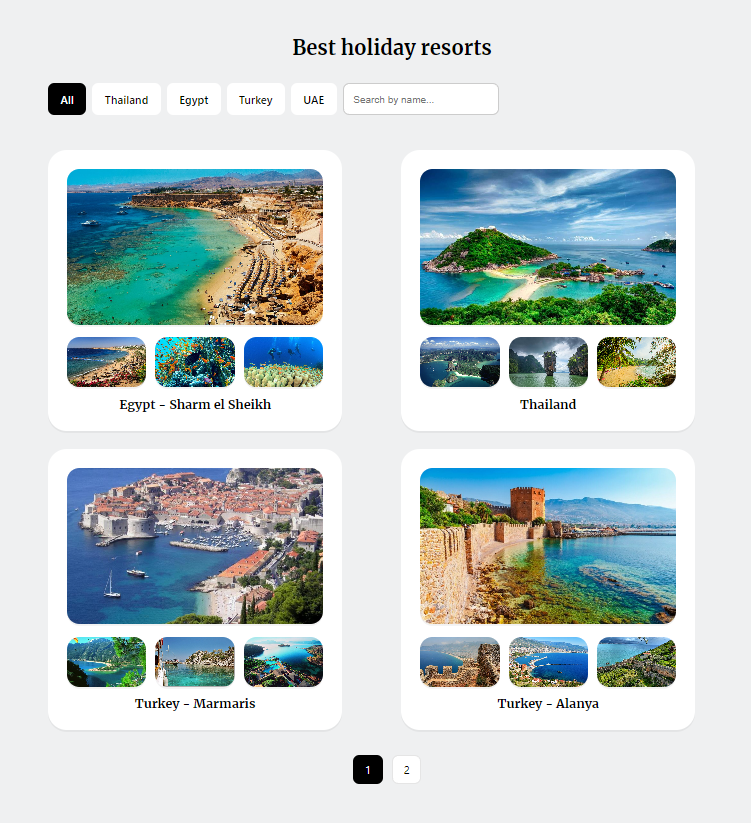 Best holiday resorts
All Thailand Egypt Turkey UAE Search by name...
Egypt - Sharm el Sheikh
Thailand
Turkey - Marmaris
Turkey - Alanya
1 2